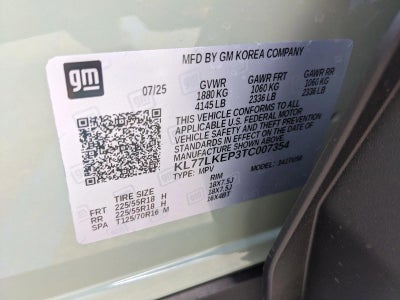 gm
MFD BY GM KOREA COMPANY
07/25
GVWR GAWR FRT GAWR RR
1880 KG 1060 KG 1060 KG
4145 LB 2336 LB 2336 LB
THIS VEHICLE CONFORMS TO ALL
APPLICABLE U.S. FEDERAL MOTOR
VEHICLE SAFETY AND BUMPER
STANDARDS IN EFFECT ON THE DATE
OF MANUFACTURE SHOWN ABOVE.
KL77LKEP3TC007354
TYPE: MPV MODEL:
TIRE SIZE RIM
FRT 225/55R18 H 18X7.5J
RR 225/55R18 H 18X7.5J
SPA T125/70R16 M 16X4BT